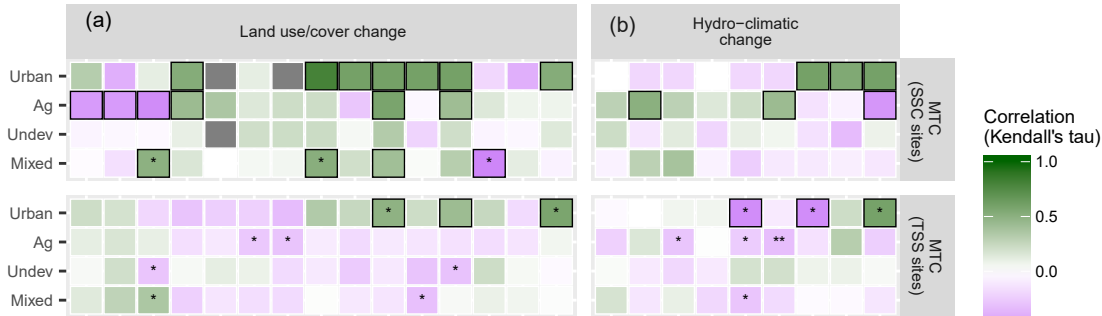 (a)
Land use/cover change
(b)
Hydro−climatic
change
Urban
Ag
Undev
Mixed
* * * *
MTC
(SSC sites)
Urban
Ag
Undev
Mixed
* * * * *
* * * * **
* *
* * *
MTC
(TSS sites)
Correlation
(Kendall's tau)
1.0
0.5
0.0